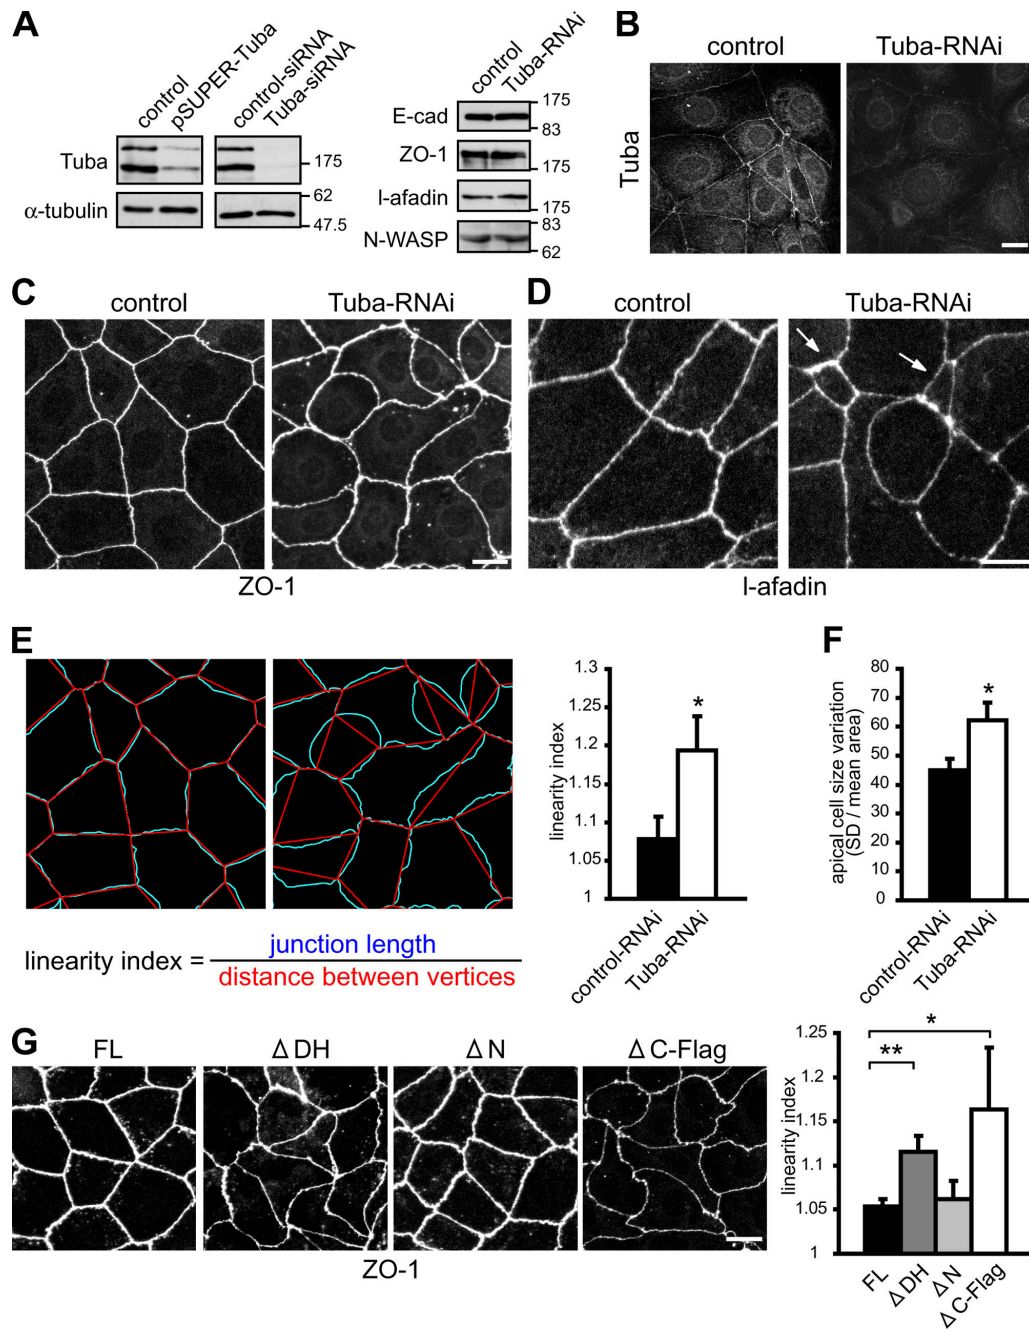 A
control
pSUPER-Tuba
control-siRNA
Tuba-siRNA
Tuba
175
α-tubulin
62
47.5
control
Tuba-RNAi
E-cad
175
83
ZO-1
175
l-afadin
175
N-WASP
83
62
B
control
Tuba-RNAi
Tuba
C
control
Tuba-RNAi
ZO-1
D
control
Tuba-RNAi
l-afadin
E
linearity index = junction length
distance between vertices
linearity index
1.3
1.25
1.2
1.15
1.1
1.05
1
*
control-RNAi
Tuba-RNAi
F
apical cell size variation
(SD / mean area)
80
70
60
50
40
30
20
10
0
*
control-RNAi
Tuba-RNAi
G
FL
Δ DH
Δ N
Δ C-Flag
ZO-1
linearity index
1.25
1.2
1.15
1.1
1.05
1
**
*
FL
Δ DH
Δ N
Δ C-Flag